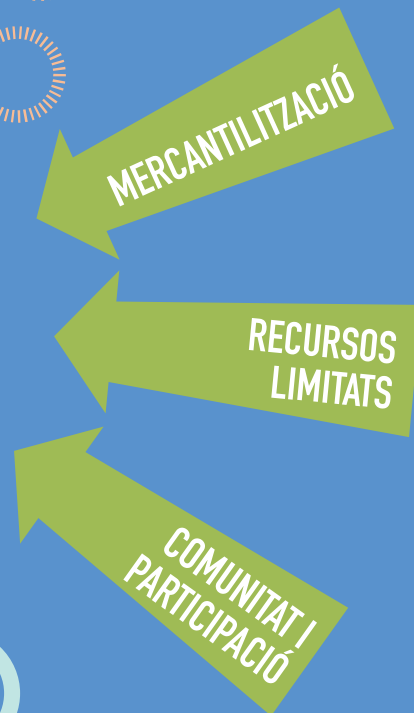 MERCANTILITZACIÓ
RECURSOS
LIMITATS
COMUNITAT I
PARTICIPACIÓ